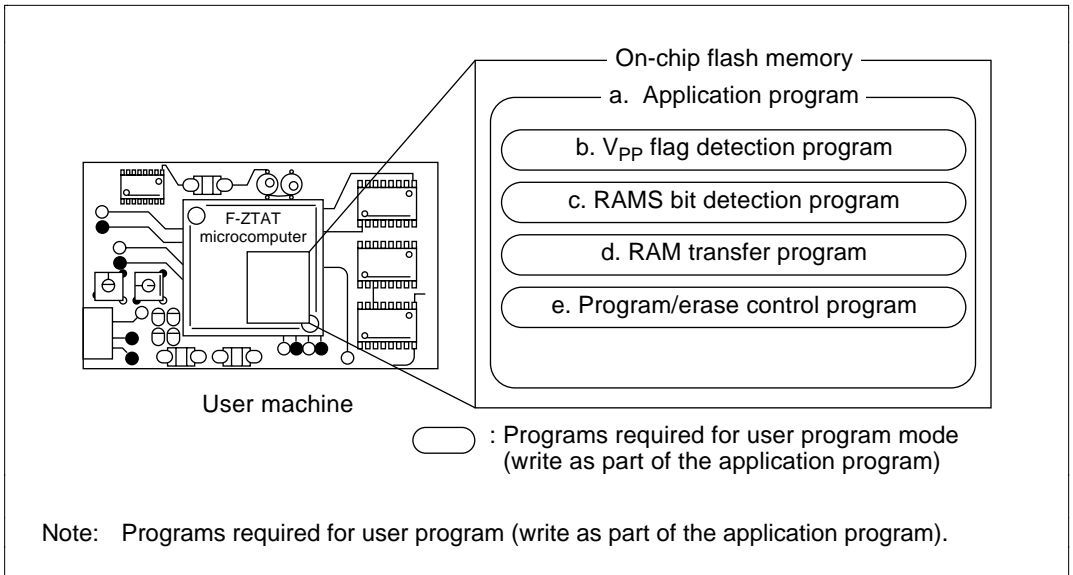 On-chip flash memory
a. Application program
b. VPP flag detection program
c. RAMS bit detection program
d. RAM transfer program
e. Program/erase control program
F-ZTAT
microcomputer
User machine
: Programs required for user program mode
(write as part of the application program)
Note: Programs required for user program (write as part of the application program).